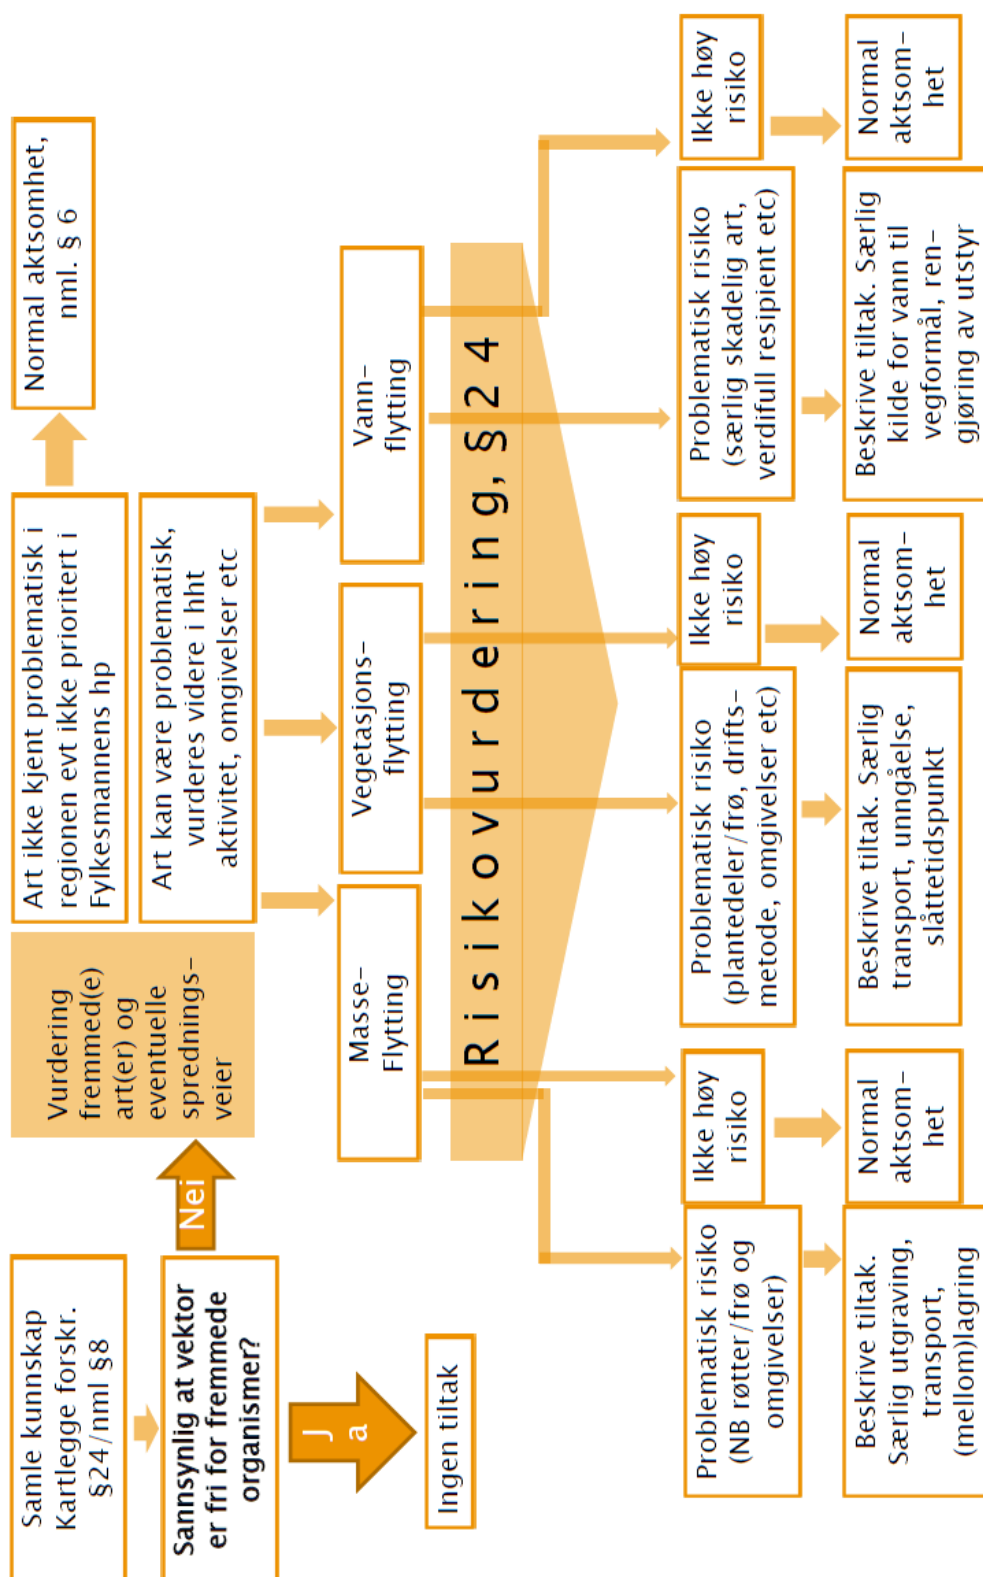 Samle kunnskap
Kartlegge forskr.
§24/nml §8
Sannsynlig at vektor
er fri for fremmede
organismer?
Nei
J
a
Ingen tiltak
Vurdering
fremmed(e)
art(er) og
eventuelle
sprednings-
veier
Art ikke kjent problematisk i
regionen evt ikke prioritert i
Fylkesmannens hp
Normal aktsomhet,
nml. § 6
Art kan være problematisk,
vurderes videre i hht
aktivitet, omgivelser etc
Masse-
Flytting
Vegetasjons-
flytting
Vann-
flytting
Risikovurdering, §24
Problematisk risiko
(NB røtter/frø og
omgivelser)
Ikke høy
risiko
Problematisk risiko
(plantedeler/frø, drifts-
metode, omgivelser etc)
Ikke høy
risiko
Problematisk risiko
(særlig skadelig art,
verdifull resipient etc)
Ikke høy
risiko
Beskrive tiltak.
Særlig utgraving,
transport,
(mellom)lagring
Normal
aktsom-
het
Beskrive tiltak. Særlig
transport, unngåelse,
slåttetidspunkt
Normal
aktsom-
het
Beskrive tiltak. Særlig
kilde for vann til
vegformål, ren-
gjøring av utstyr
Normal
aktsom-
het